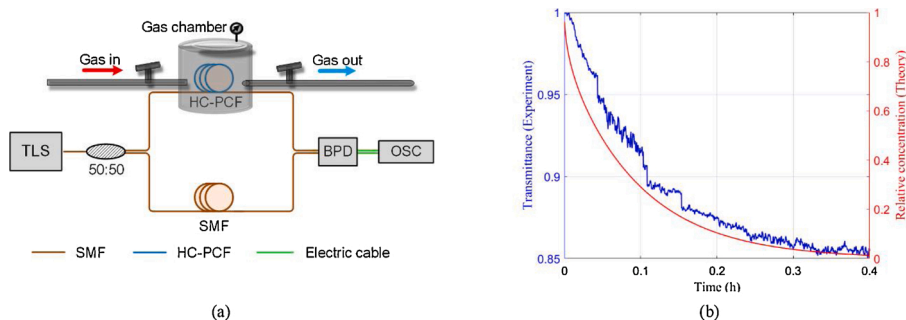 (a)
Gas chamber
Gas in
Gas out
HC-PCF
TLS
50:50
BPD
OSC
SMF
SMF
HC-PCF
Electric cable
(b)
Transmittance (Experiment)
1
0.95
0.9
0.85
0
0.1
0.2
0.3
0.4
Time (h)
1
0.8
0.6
0.4
0.2
0
Relative concentration (Theory)
(a)
(b)